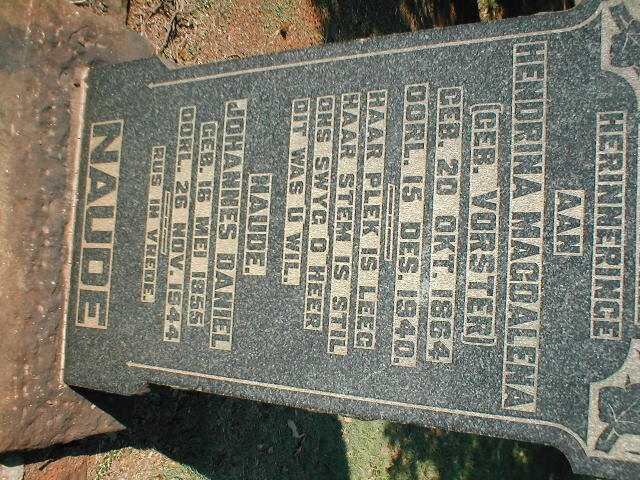 HERINNERINCE
AAN
HENDRINA MAGDALENA
(GEB. VORSTER)
GEB. 20 OKT. 1864
OORL. 15 DES. 1940.
HAAR PLEK IS LEEG
HAAR STEM IS STIL
ONS SWYG O HEER
DIT WAS U WIL.
JOHANNES DANIEL
NAUDE.
GEB. 16 MEI 1855
OORL. 26 NOV. 1944
RUS IN VREDE.
NAUDE